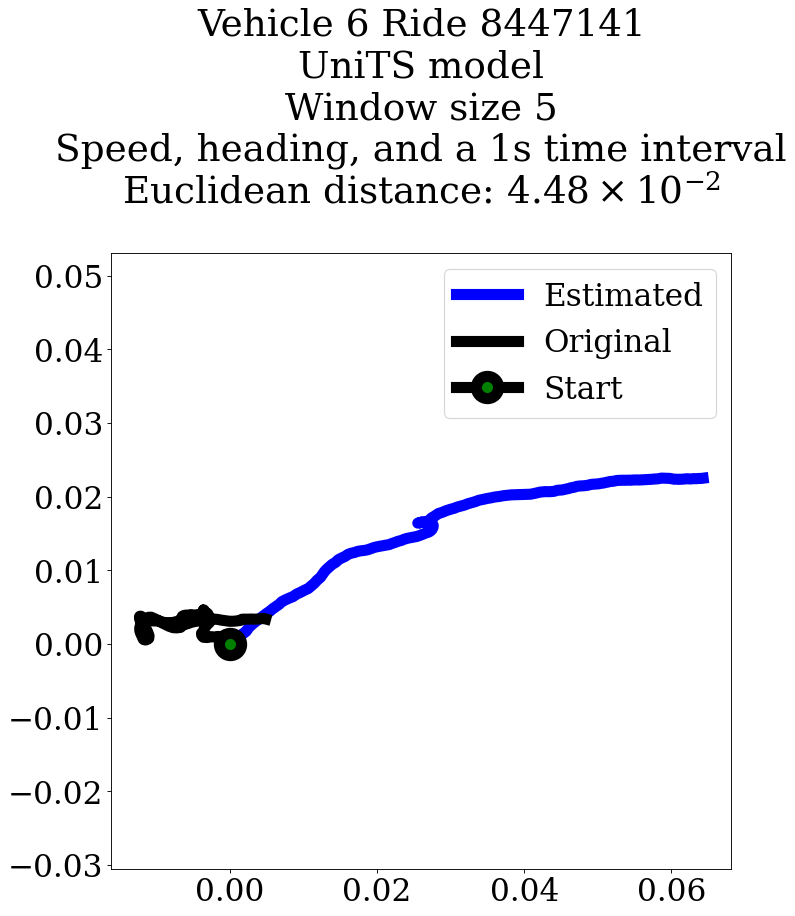 Vehicle 6 Ride 8447141
UniTS model
Window size 5
Speed, heading, and a 1s time interval
Euclidean distance: 4.48 × 10⁻²
Estimated
Original
Start
0.05
0.04
0.03
0.02
0.01
0.00
−0.01
−0.02
−0.03
0.00 0.02 0.04 0.06